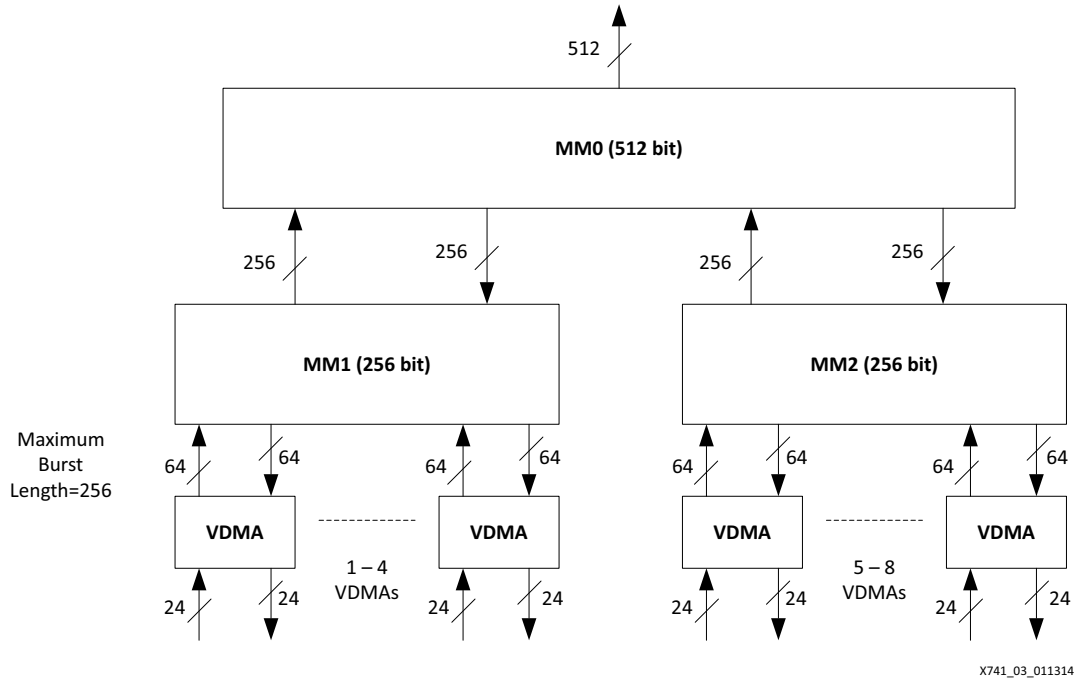 512
MM0 (512 bit)
256
256
256
256
MM1 (256 bit)
MM2 (256 bit)
Maximum
Burst
Length=256
64
64
64
64
64
64
64
64
VDMA
VDMA
VDMA
VDMA
1 – 4
VDMAs
5 – 8
VDMAs
24
24
24
24
24
24
24
24
X741_03_011314